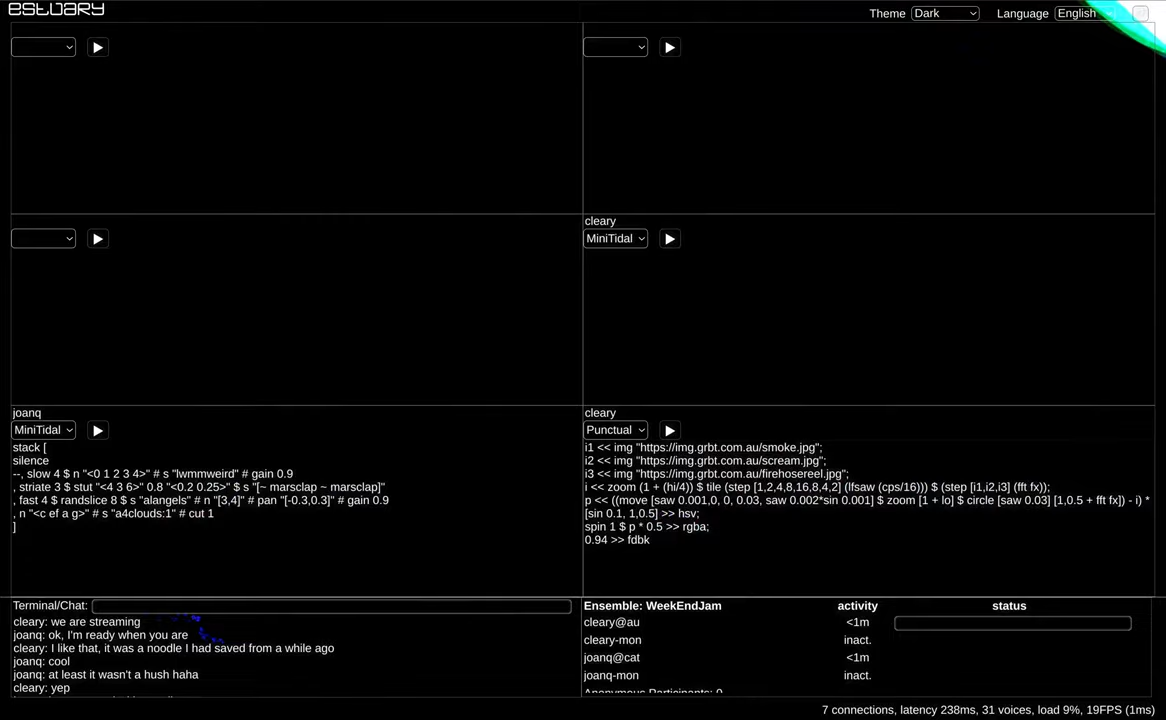 estuary
Theme Dark Language English
cleary
MiniTidal
joanq
MiniTidal
stack [
silence
--, slow 4 $ n "<0 1 2 3 4>" # s "lwmmweird" # gain 0.9
, striate 3 $ stut "<4 3 6>" 0.8 "<0.2 0.25>" $ s "[~ marsclap ~ marsclap]"
, fast 4 $ randslice 8 $ s "alangels" # n "[3,4]" # pan "[-0.3,0.3]" # gain 0.9
, n "<c ef a g>" # s "a4clouds:1" # cut 1
]
cleary
Punctual
i1 << img "https://img.grbt.com.au/smoke.jpg";
i2 << img "https://img.grbt.com.au/scream.jpg";
i3 << img "https://img.grbt.com.au/firehosereel.jpg";
i << zoom (1 + (hi/4)) $ tile (step [1,2,4,8,16,8,4,2] (lfsaw (cps/16))) $ (step [i1,i2,i3] (fft fx));
p << ((move [saw 0.001,0, 0, 0.03, saw 0.002*sin 0.001] $ zoom [1 + lo] $ circle [saw 0.03] [1,0.5 + fft fx]) - i) *
[sin 0.1, 1,0.5] >> hsv;
spin 1 $ p * 0.5 >> rgba;
0.94 >> fdbk
Terminal/Chat:
cleary: we are streaming
joanq: ok, I'm ready when you are
cleary: I like that, it was a noodle I had saved from a while ago
joanq: cool
joanq: at least it wasn't a hush haha
cleary: yep
Ensemble: WeekEndJam activity status
cleary@au <1m
cleary-mon inact.
joanq@cat <1m
joanq-mon inact.
Anonymous Participants: 0
7 connections, latency 238ms, 31 voices, load 9%, 19FPS (1ms)